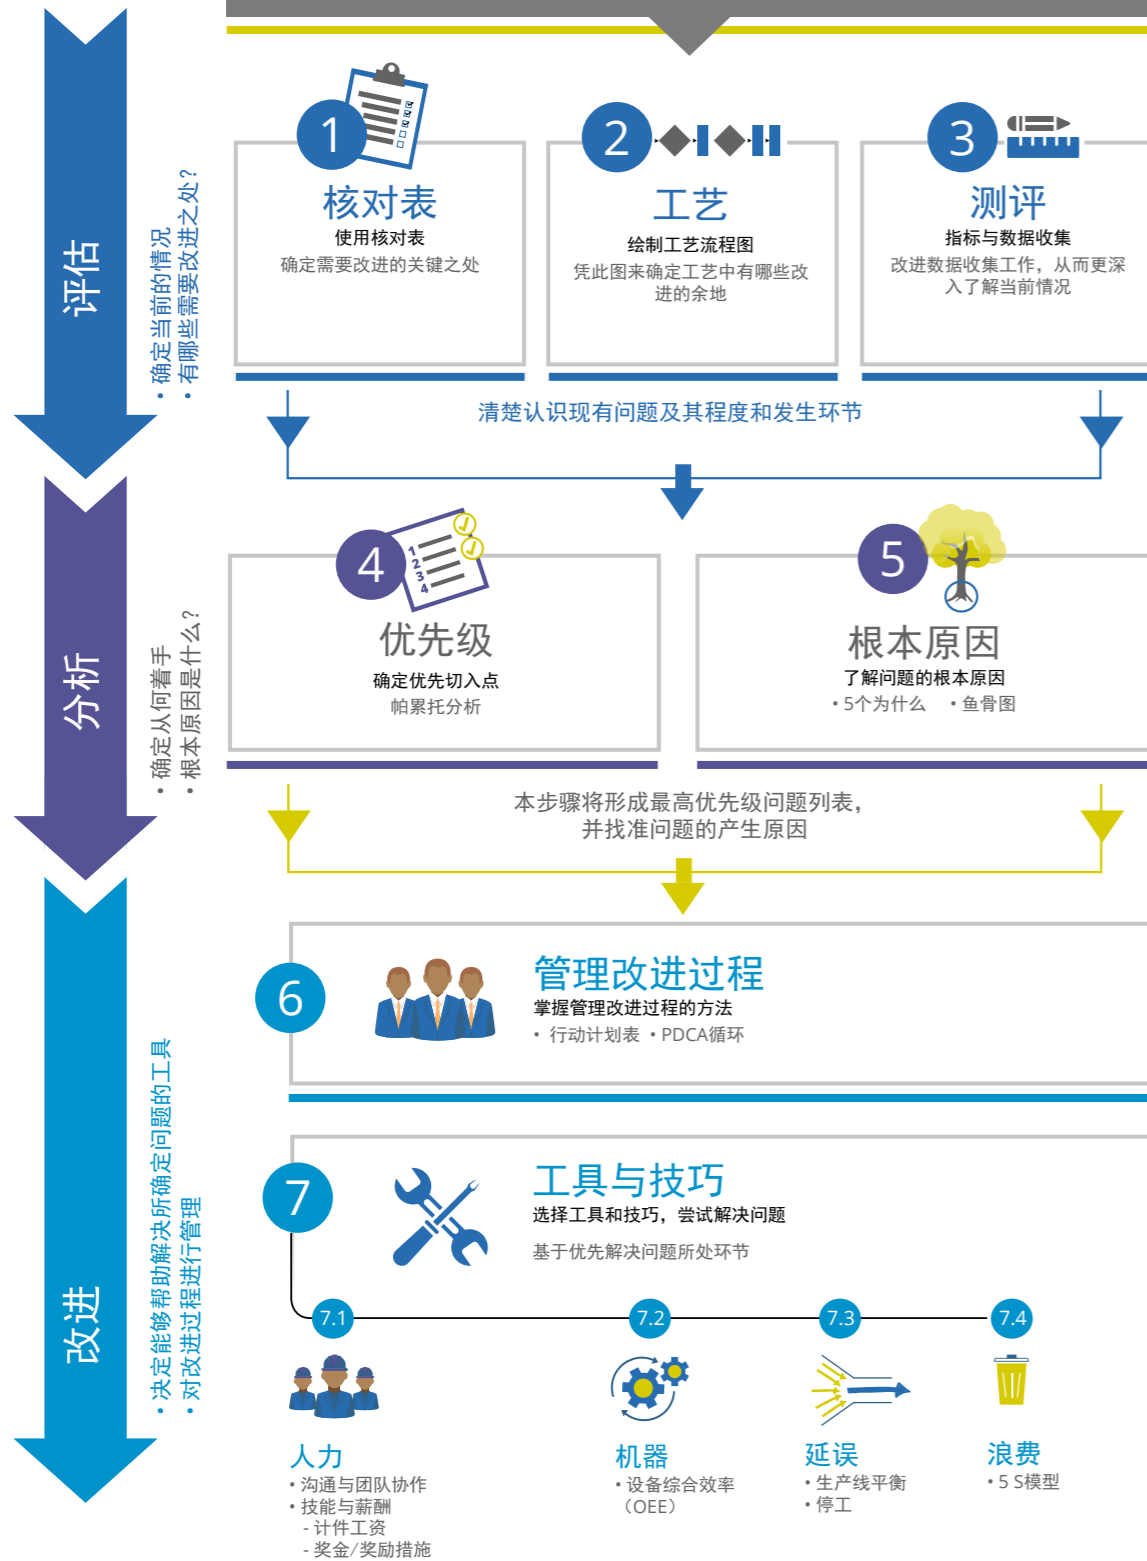 评估
• 确定当前的情况
• 有哪些需要改进之处？
1
核对表
使用核对表
确定需要改进的关键之处
2
工艺
绘制工艺流程图
凭此图来确定工艺中有哪些改
进的余地
3
测评
指标与数据收集
改进数据收集工作，从而更深
入了解当前情况
清楚认识现有问题及其程度和发生环节
分析
• 确定从何着手
• 根本原因是什么？
4
1
2
3
4
优先级
确定优先切入点
帕累托分析
5
根本原因
了解问题的根本原因
• 5个为什么 • 鱼骨图
本步骤将形成最高优先级问题列表，
并找准问题的产生原因
改进
• 决定能够帮助解决所确定问题的工具
• 对改进过程进行管理
6
管理改进过程
掌握管理改进过程的方法
• 行动计划表 • PDCA循环
7
工具与技巧
选择工具和技巧，尝试解决问题
基于优先解决问题所处环节
7.1
人力
• 沟通与团队协作
• 技能与薪酬
- 计件工资
- 奖金/奖励措施
7.2
机器
• 设备综合效率
（OEE）
7.3
延误
• 生产线平衡
• 停工
7.4
浪费
• 5 S模型